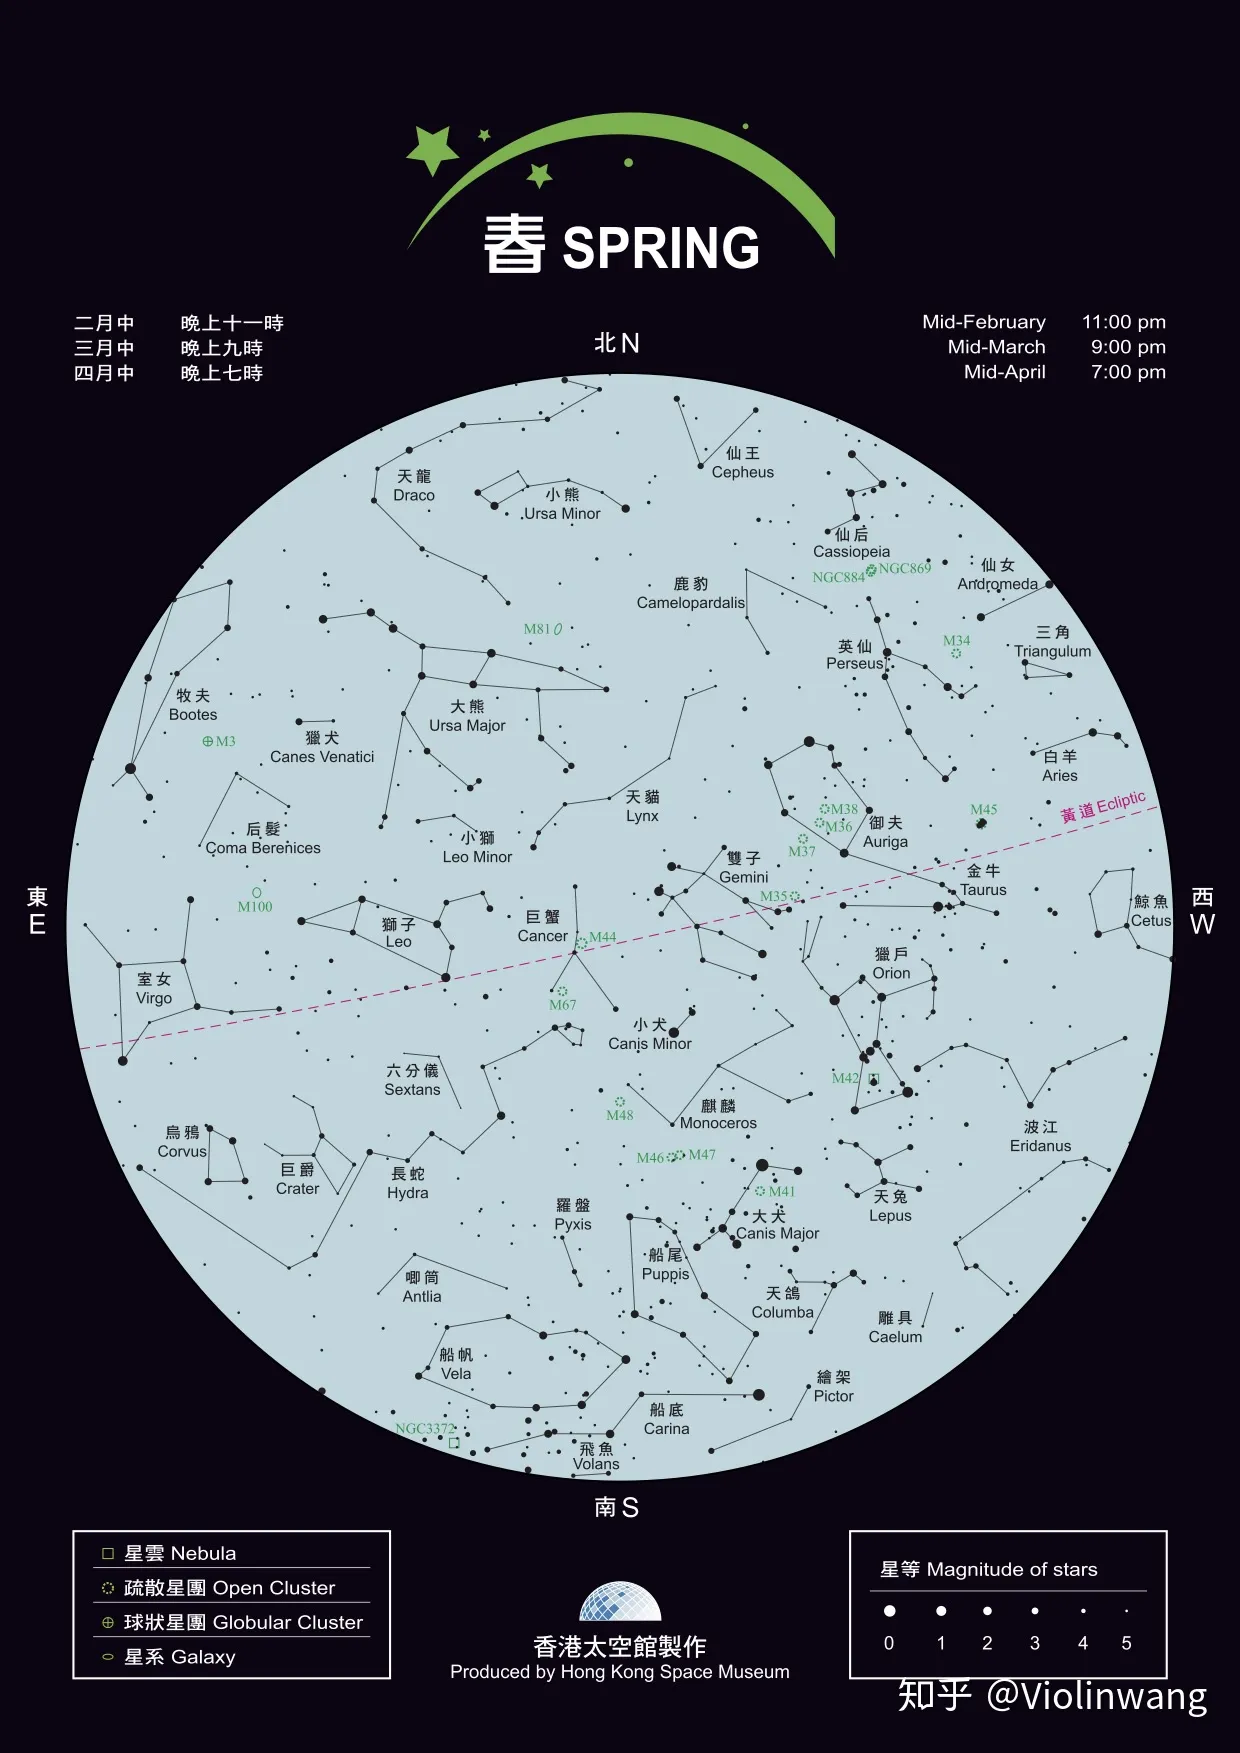 春 SPRING
二月中 晚上十一時
三月中 晚上九時
四月中 晚上七時
Mid-February 11:00 pm
Mid-March 9:00 pm
Mid-April 7:00 pm
北 N
仙王
Cepheus
天龍
Draco
小熊
Ursa Minor
仙后
Cassiopeia
NGC884
NGC869
仙女
Andromeda
鹿豹
Camelopardalis
M81
M34
三角
Triangulum
英仙
Perseus
牧夫
Bootes
大熊
Ursa Major
M3
獵犬
Canes Venatici
白羊
Aries
天貓
Lynx
黃道 Ecliptic
M38
M36
M37
M45
御夫
Auriga
后髮
Coma Berenices
小獅
Leo Minor
雙子
Gemini
金牛
Taurus
M35
東
E
西
W
M100
鯨魚
Cetus
獅子
Leo
巨蟹
Cancer
M44
獵戶
Orion
室女
Virgo
M67
小犬
Canis Minor
六分儀
Sextans
M42
M48
麒麟
Monoceros
波江
Eridanus
烏鴉
Corvus
巨爵
Crater
長蛇
Hydra
M46
M47
M41
天兔
Lepus
羅盤
Pyxis
大犬
Canis Major
船尾
Puppis
唧筒
Antlia
天鴿
Columba
雕具
Caelum
船帆
Vela
繪架
Pictor
船底
Carina
NGC3372
飛魚
Volans
南 S
星雲 Nebula
疏散星團 Open Cluster
球狀星團 Globular Cluster
星系 Galaxy
香港太空館製作
Produced by Hong Kong Space Museum
星等 Magnitude of stars
0 1 2 3 4 5
知乎 @Violinwang